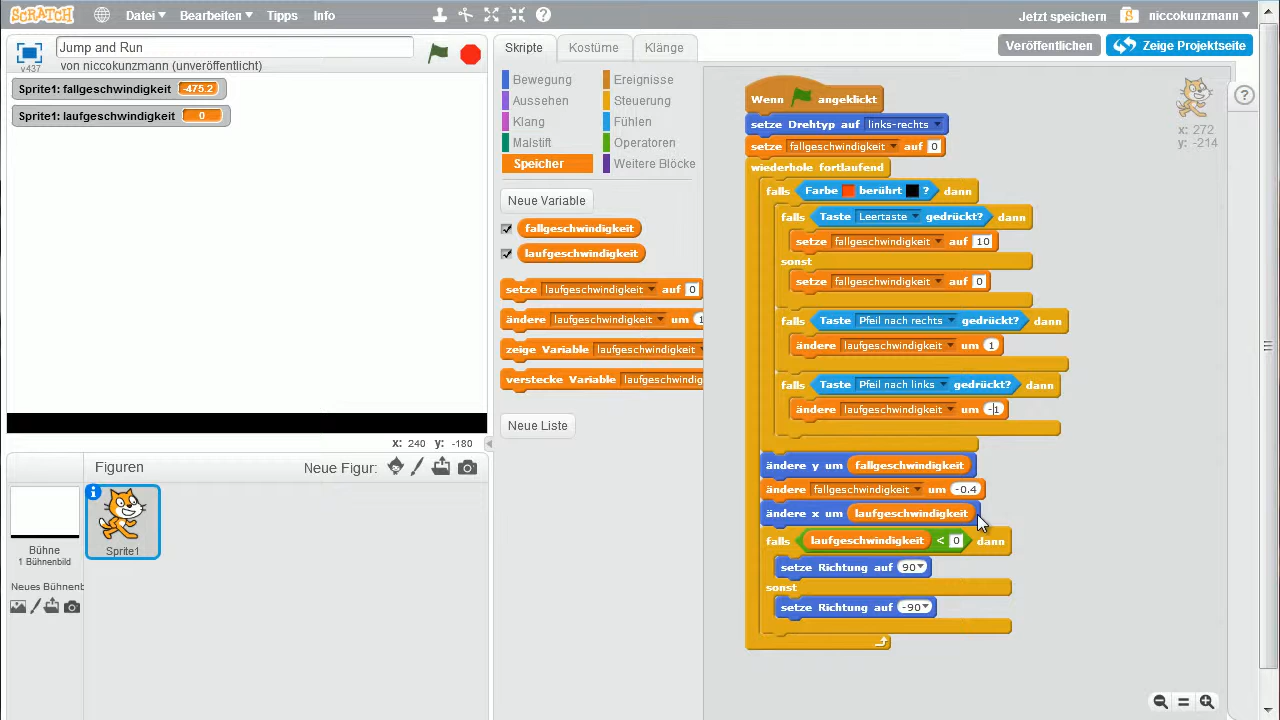 SCRATCH Datei Bearbeiten Tipps Info Jetzt speichern niccokunzmann
v437 Jump and Run
von niccokunzmann (unveröffentlicht)
Skripte Kostüme Klänge Veröffentlichen Zeige Projektseite
Sprite1: fallgeschwindigkeit -475.2
Sprite1: laufgeschwindigkeit 0
Bewegung Ereignisse
Aussehen Steuerung
Klang Fühlen
Malstift Operatoren
Speicher Weitere Blöcke
Neue Variable
fallgeschwindigkeit
laufgeschwindigkeit
setze laufgeschwindigkeit auf 0
ändere laufgeschwindigkeit um 1
zeige Variable laufgeschwindigkeit
verstecke Variable laufgeschwindig
Neue Liste
Wenn angeklickt
setze Drehtyp auf links-rechts
setze fallgeschwindigkeit auf 0
wiederhole fortlaufend
falls Farbe berührt ? dann
falls Taste Leertaste gedrückt? dann
setze fallgeschwindigkeit auf 10
sonst
setze fallgeschwindigkeit auf 0
falls Taste Pfeil nach rechts gedrückt? dann
ändere laufgeschwindigkeit um 1
falls Taste Pfeil nach links gedrückt? dann
ändere laufgeschwindigkeit um -1
ändere y um fallgeschwindigkeit
ändere fallgeschwindigkeit um -0.4
ändere x um laufgeschwindigkeit
falls laufgeschwindigkeit < 0 dann
setze Richtung auf 90
sonst
setze Richtung auf -90
x: 272
y: -214
?
x: 240 y: -180
Figuren Neue Figur:
Bühne
1 Bühnenbild
Sprite1
Neues Bühnenb